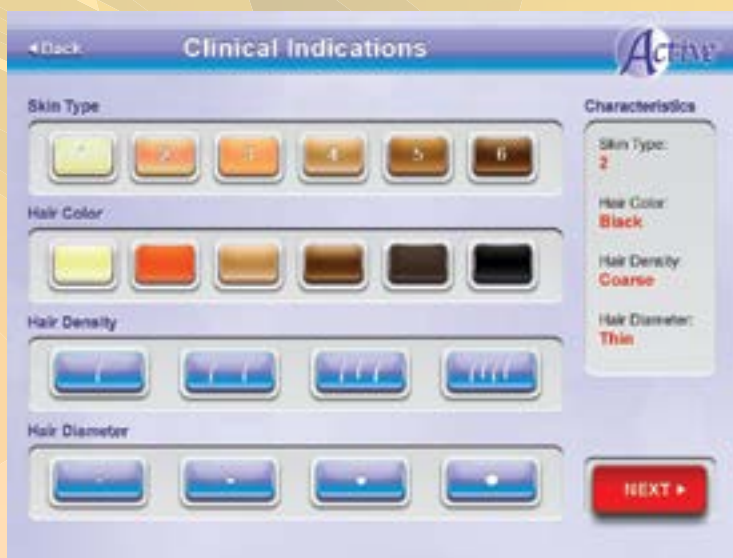 Back
Clinical Indications
Active
Skin Type
1 2 3 4 5 6
Hair Color
Hair Density
Hair Diameter
Characteristics
Skin Type:
2
Hair Color:
Black
Hair Density:
Coarse
Hair Diameter:
Thin
NEXT